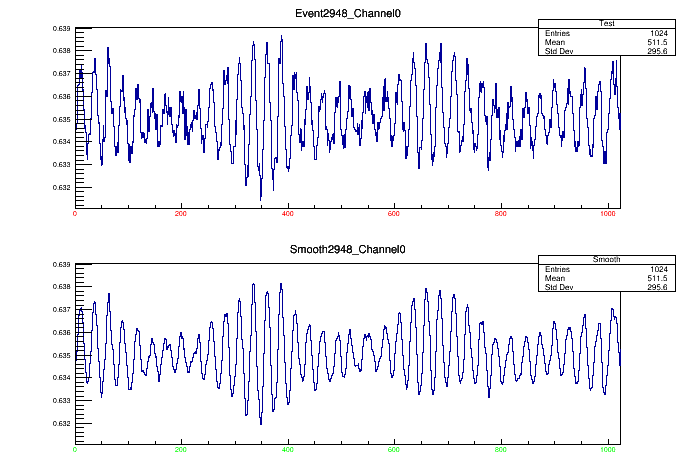 Event2948_Channel0
Test
Entries 1024
Mean 511.5
Std Dev 295.6
0.639
0.638
0.637
0.636
0.635
0.634
0.633
0.632
0 200 400 600 800 1000
Smooth2948_Channel0
Smooth
Entries 1024
Mean 511.5
Std Dev 295.6
0.639
0.638
0.637
0.636
0.635
0.634
0.633
0.632
0 200 400 600 800 1000